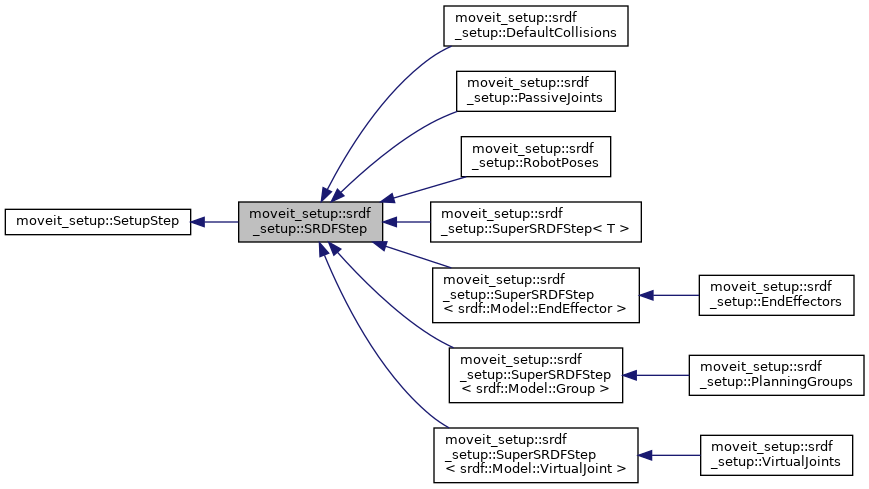 moveit_setup::srdf
_setup::DefaultCollisions
moveit_setup::srdf
_setup::PassiveJoints
moveit_setup::srdf
_setup::RobotPoses
moveit_setup::SetupStep
moveit_setup::srdf
_setup::SRDFStep
moveit_setup::srdf
_setup::SuperSRDFStep< T >
moveit_setup::srdf
_setup::SuperSRDFStep
< srdf::Model::EndEffector >
moveit_setup::srdf
_setup::EndEffectors
moveit_setup::srdf
_setup::SuperSRDFStep
< srdf::Model::Group >
moveit_setup::srdf
_setup::PlanningGroups
moveit_setup::srdf
_setup::SuperSRDFStep
< srdf::Model::VirtualJoint >
moveit_setup::srdf
_setup::VirtualJoints